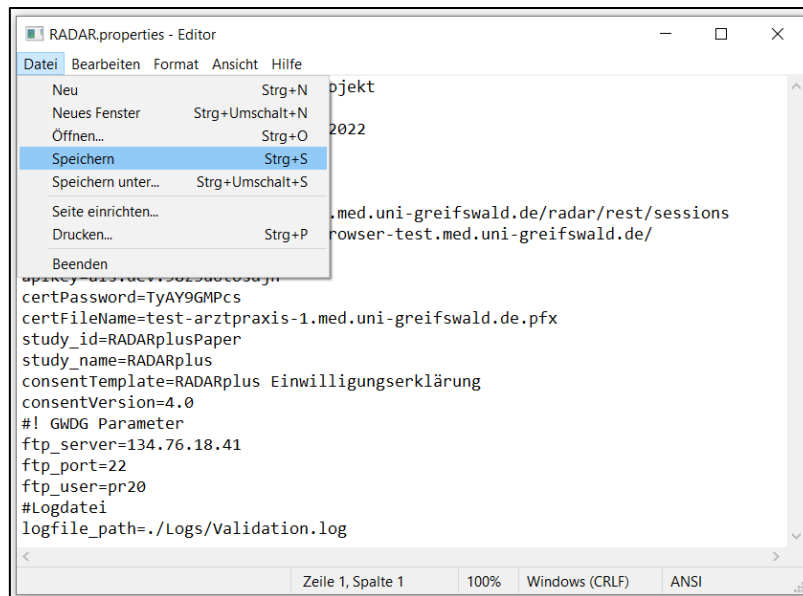 RADAR.properties - Editor
Datei Bearbeiten Format Ansicht Hilfe
Neu Strg+N
Neues Fenster Strg+Umschalt+N
Öffnen... Strg+O
Speichern Strg+S
Speichern unter... Strg+Umschalt+S
Seite einrichten...
Drucken... Strg+P
Beenden
bjekt
2022
.med.uni-greifswald.de/radar/rest/sessions
rowser-test.med.uni-greifswald.de/
certPassword=TyAY9GMPcs
certFileName=test-arztpraxis-1.med.uni-greifswald.de.pfx
study_id=RADARplusPaper
study_name=RADARplus
consentTemplate=RADARplus Einwilligungserklärung
consentVersion=4.0
#! GWDG Parameter
ftp_server=134.76.18.41
ftp_port=22
ftp_user=pr20
#Logdatei
logfile_path=./Logs/Validation.log
Zeile 1, Spalte 1 100% Windows (CRLF) ANSI